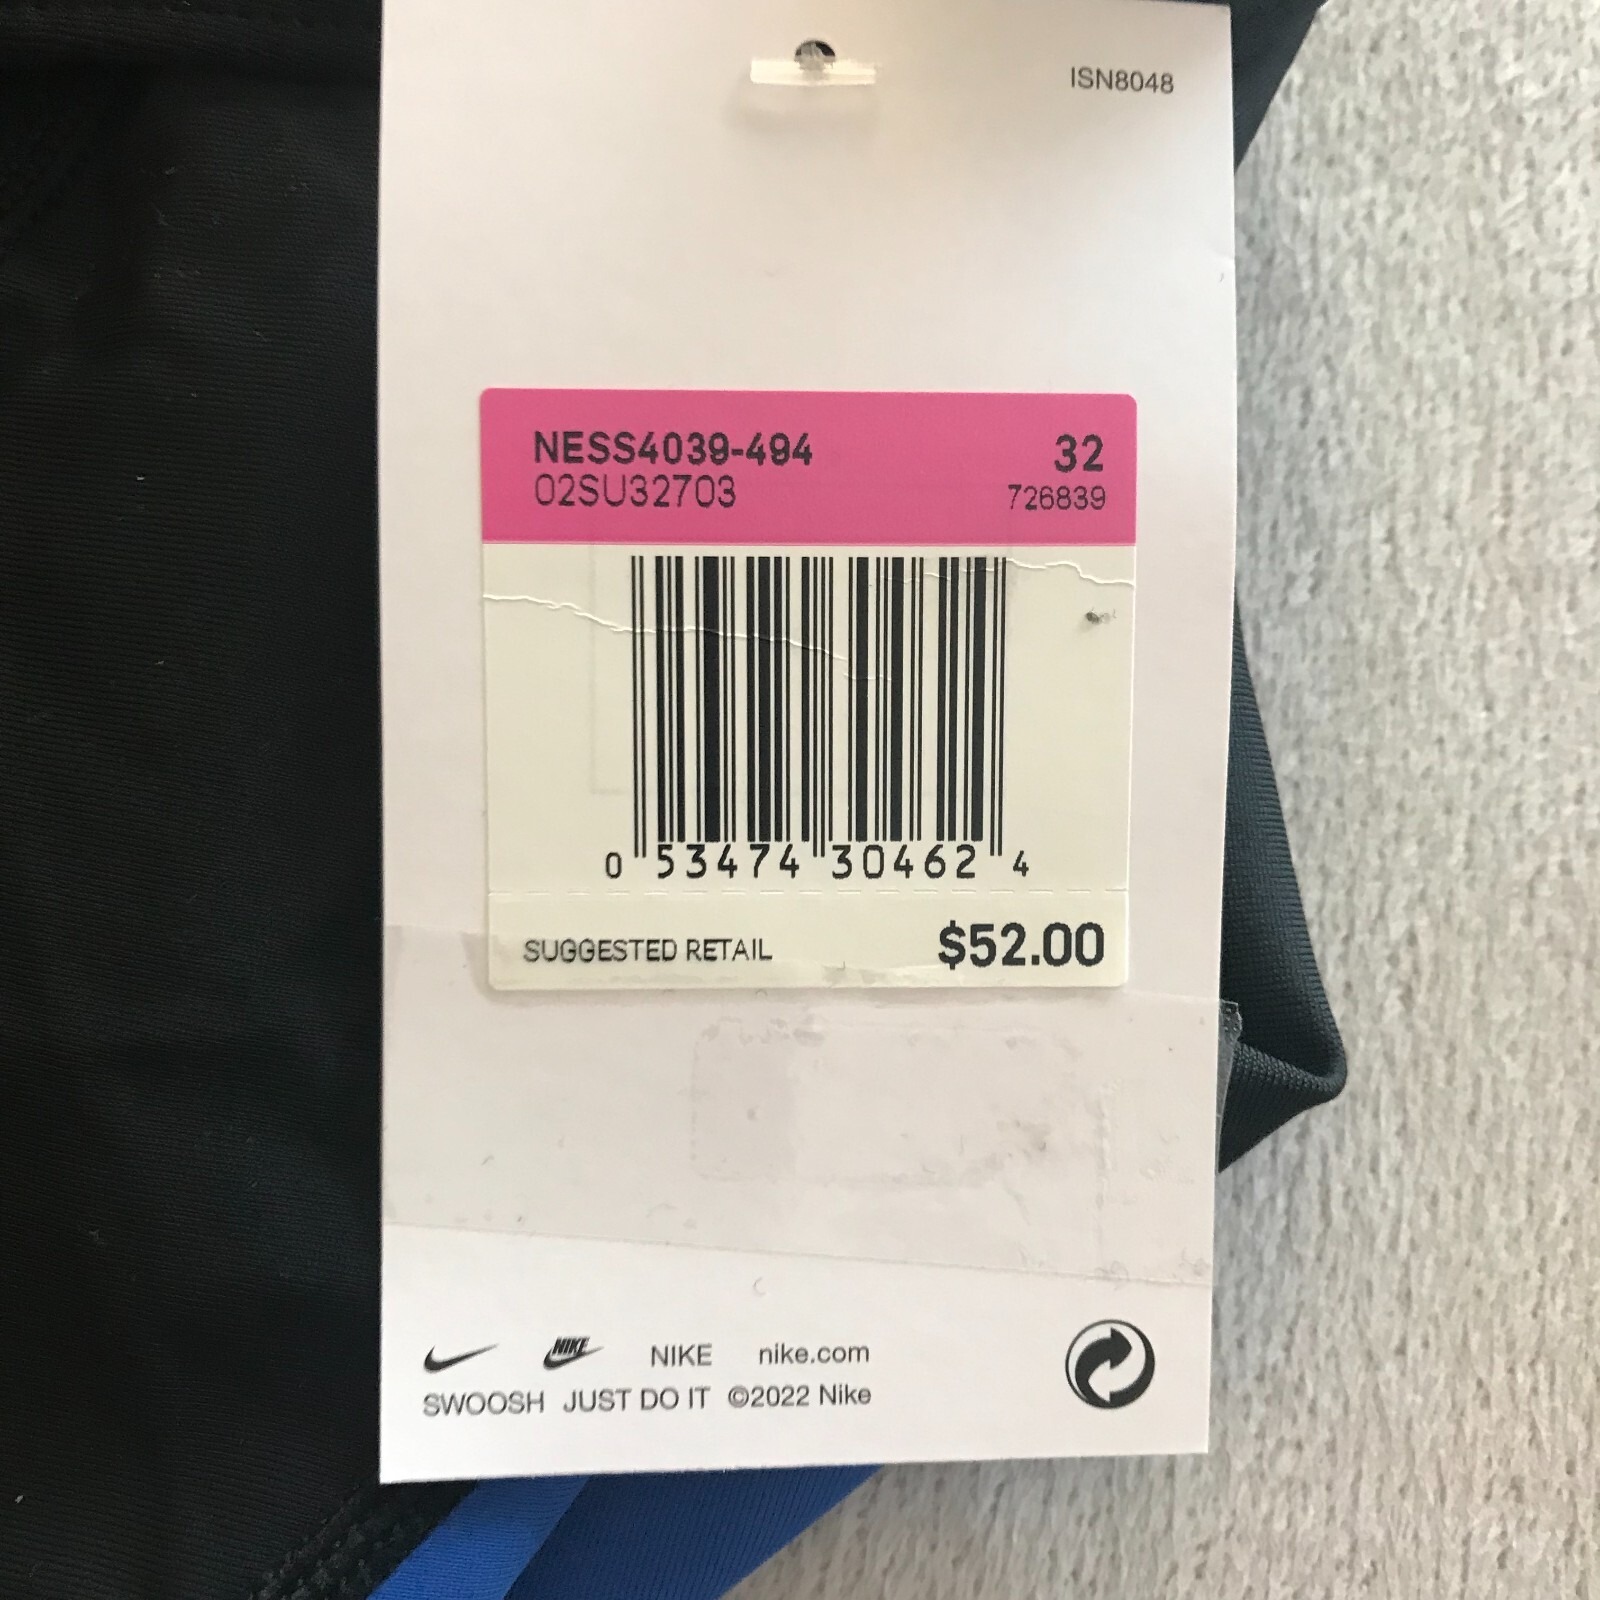 ISN8048
NESS4039-494 32
02SU32703 726839
0 53474 30462 4
SUGGESTED RETAIL $52.00
NIKE NIKE nike.com
SWOOSH JUST DO IT ©2022 Nike